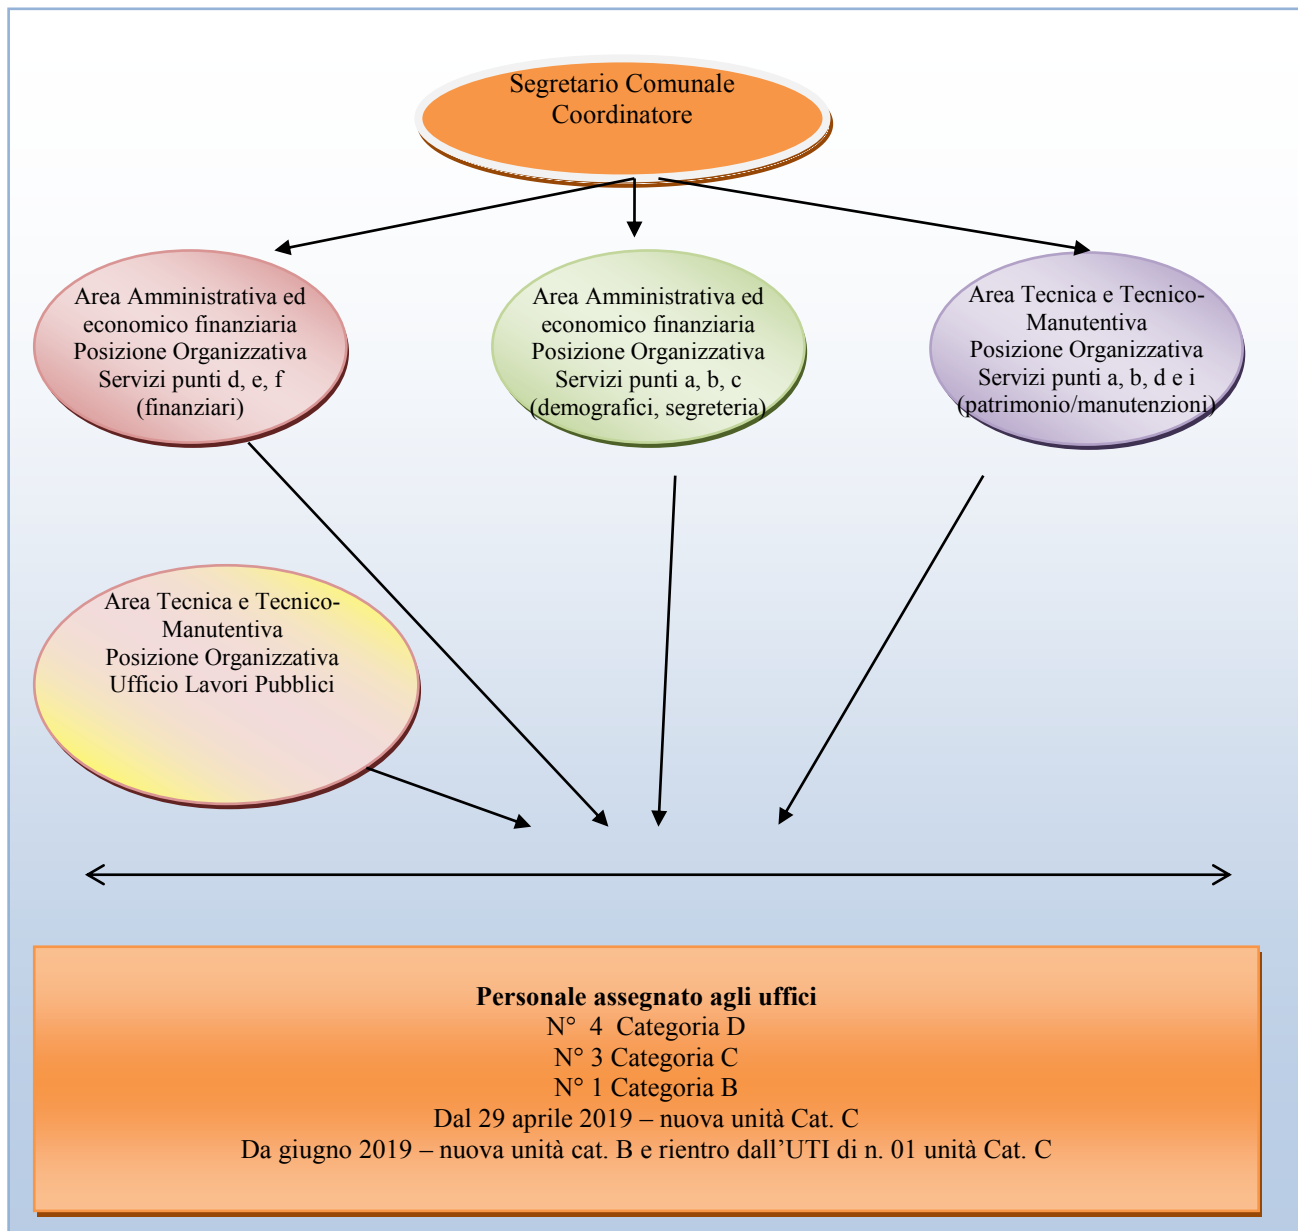 Segretario Comunale
Coordinatore
Area Amministrativa ed
economico finanziaria
Posizione Organizzativa
Servizi punti d, e, f
(finanziari)
Area Amministrativa ed
economico finanziaria
Posizione Organizzativa
Servizi punti a, b, c
(demografici, segreteria)
Area Tecnica e Tecnico-
Manutentiva
Posizione Organizzativa
Servizi punti a, b, d e i
(patrimonio/manutenzioni)
Area Tecnica e Tecnico-
Manutentiva
Posizione Organizzativa
Ufficio Lavori Pubblici
Personale assegnato agli uffici
N° 4 Categoria D
N° 3 Categoria C
N° 1 Categoria B
Dal 29 aprile 2019 – nuova unità Cat. C
Da giugno 2019 – nuova unità cat. B e rientro dall’UTI di n. 01 unità Cat. C